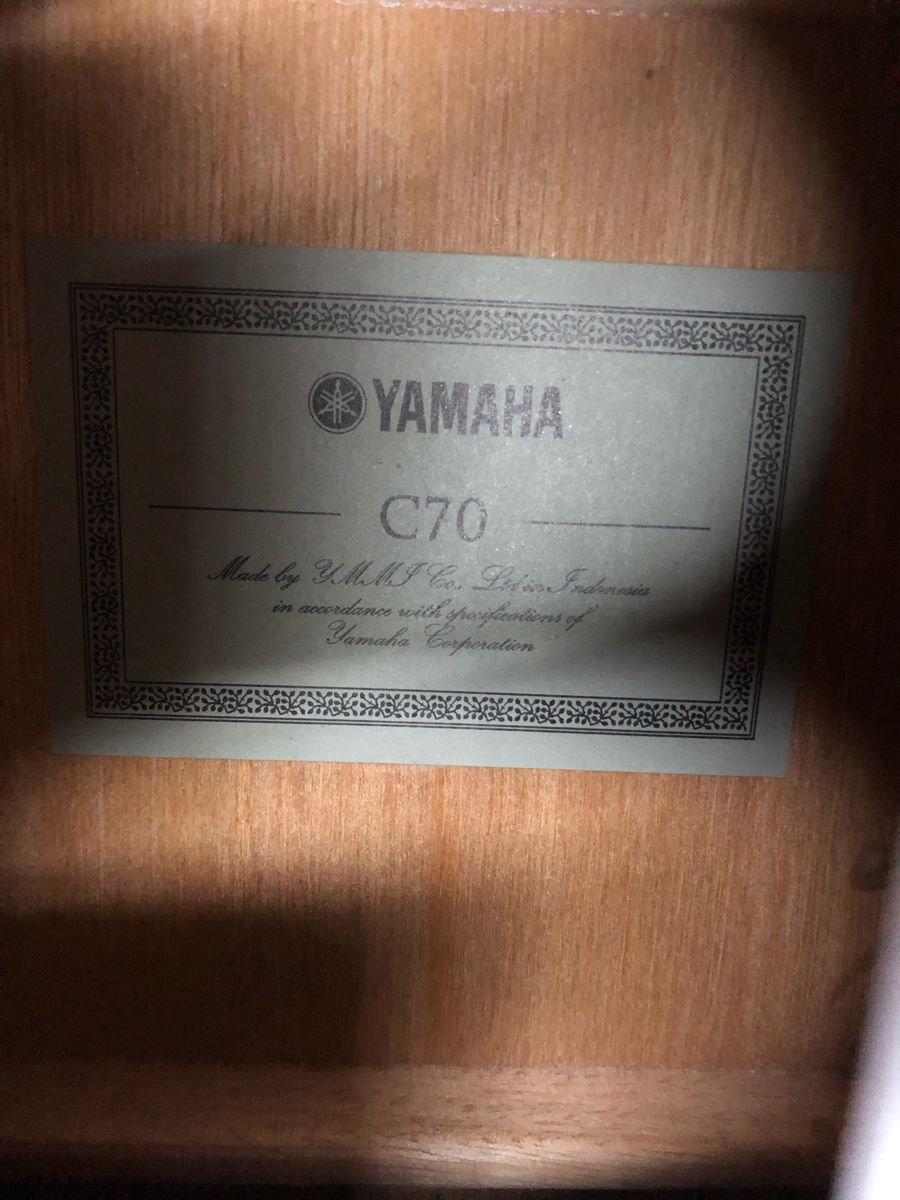 YAMAHA
C70
Made by YMMI Co., Ltd in Indonesia
in accordance with specifications of
Yamaha Corporation